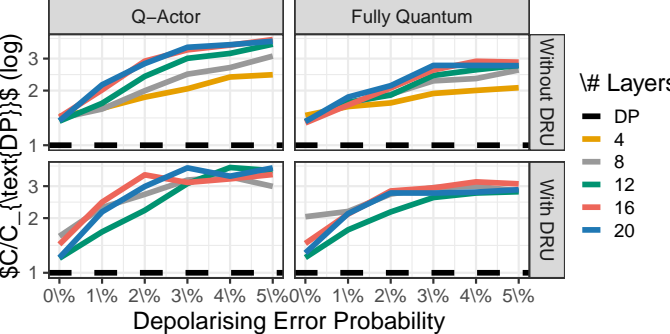 Q−Actor
Fully Quantum
$C/C_{\text{DP}}$ (log)
3
2
1
Without DRU
3
2
1
With DRU
0\%
1\%
2\%
3\%
4\%
5\%
0\%
1\%
2\%
3\%
4\%
5\%
Depolarising Error Probability
\# Layers
DP
4
8
12
16
20